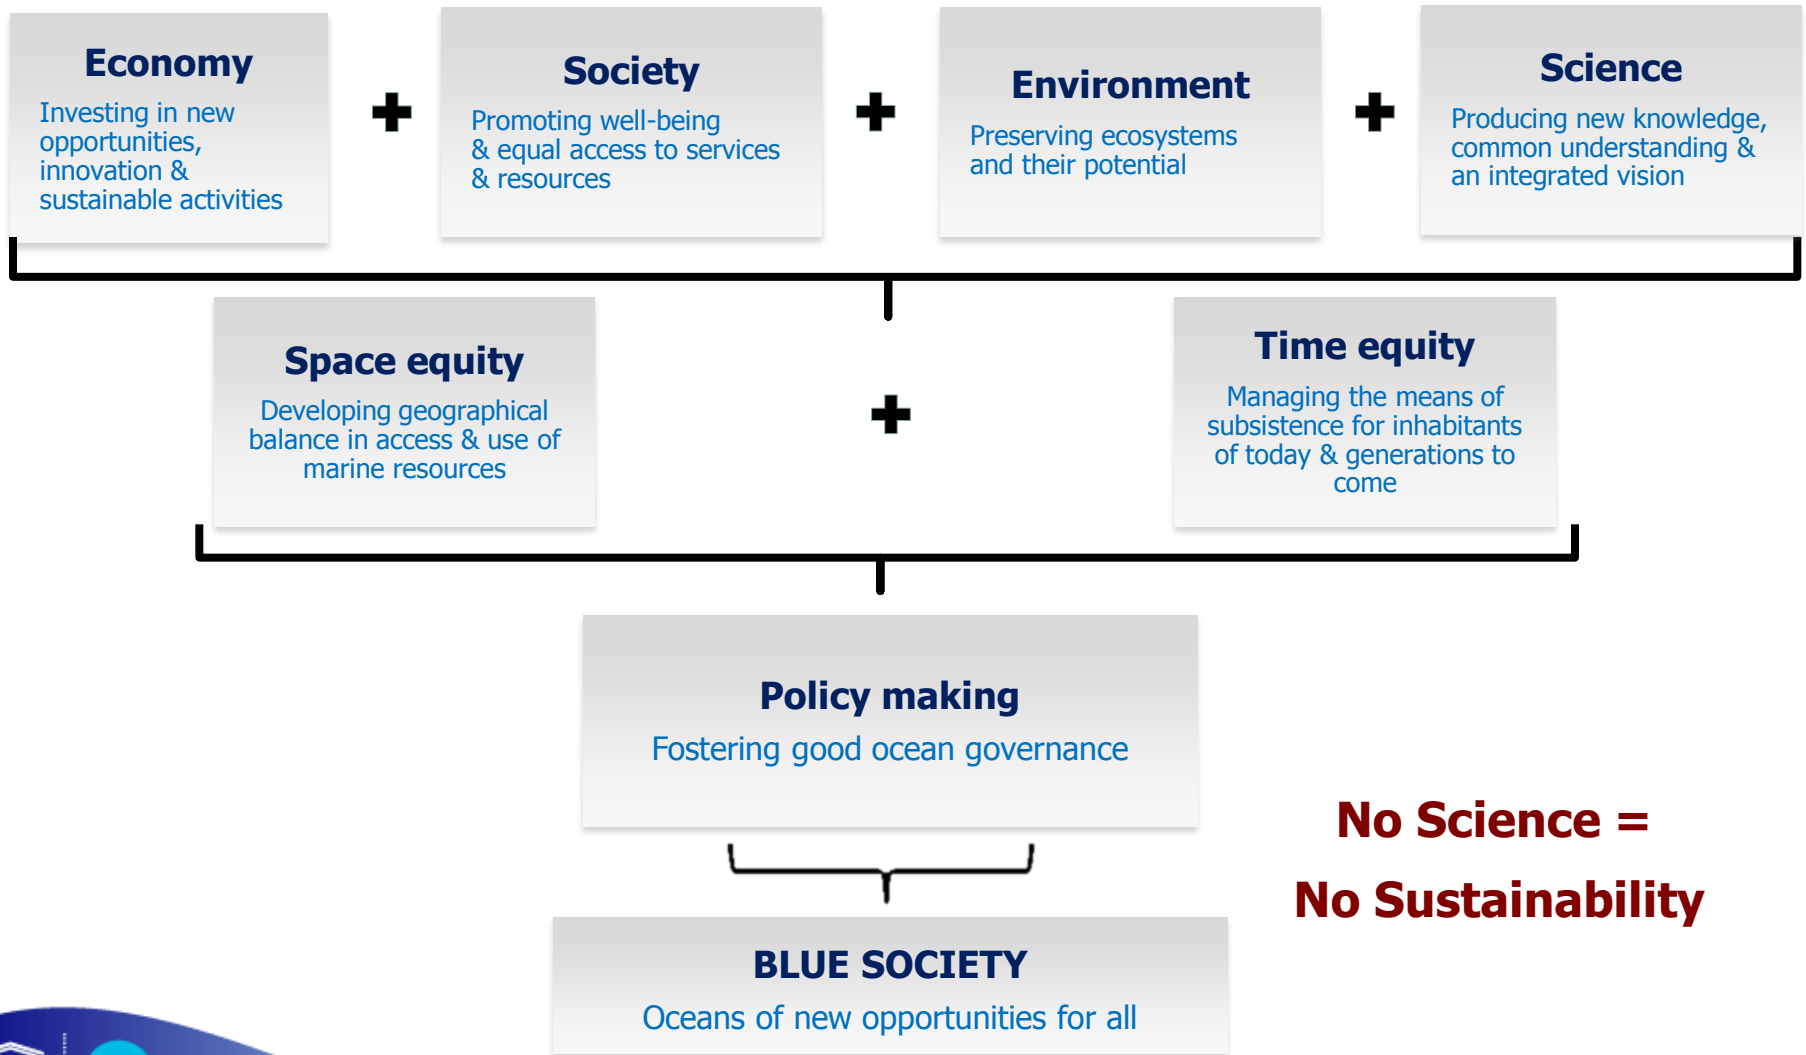 Economy
Investing in new
opportunities,
innovation &
sustainable activities
Society
Promoting well-being
& equal access to services
& resources
Environment
Preserving ecosystems
and their potential
Science
Producing new knowledge,
common understanding &
an integrated vision
Space equity
Developing geographical
balance in access & use of
marine resources
Time equity
Managing the means of
subsistence for inhabitants
of today & generations to
come
Policy making
Fostering good ocean governance
No Science =
No Sustainability
BLUE SOCIETY
Oceans of new opportunities for all